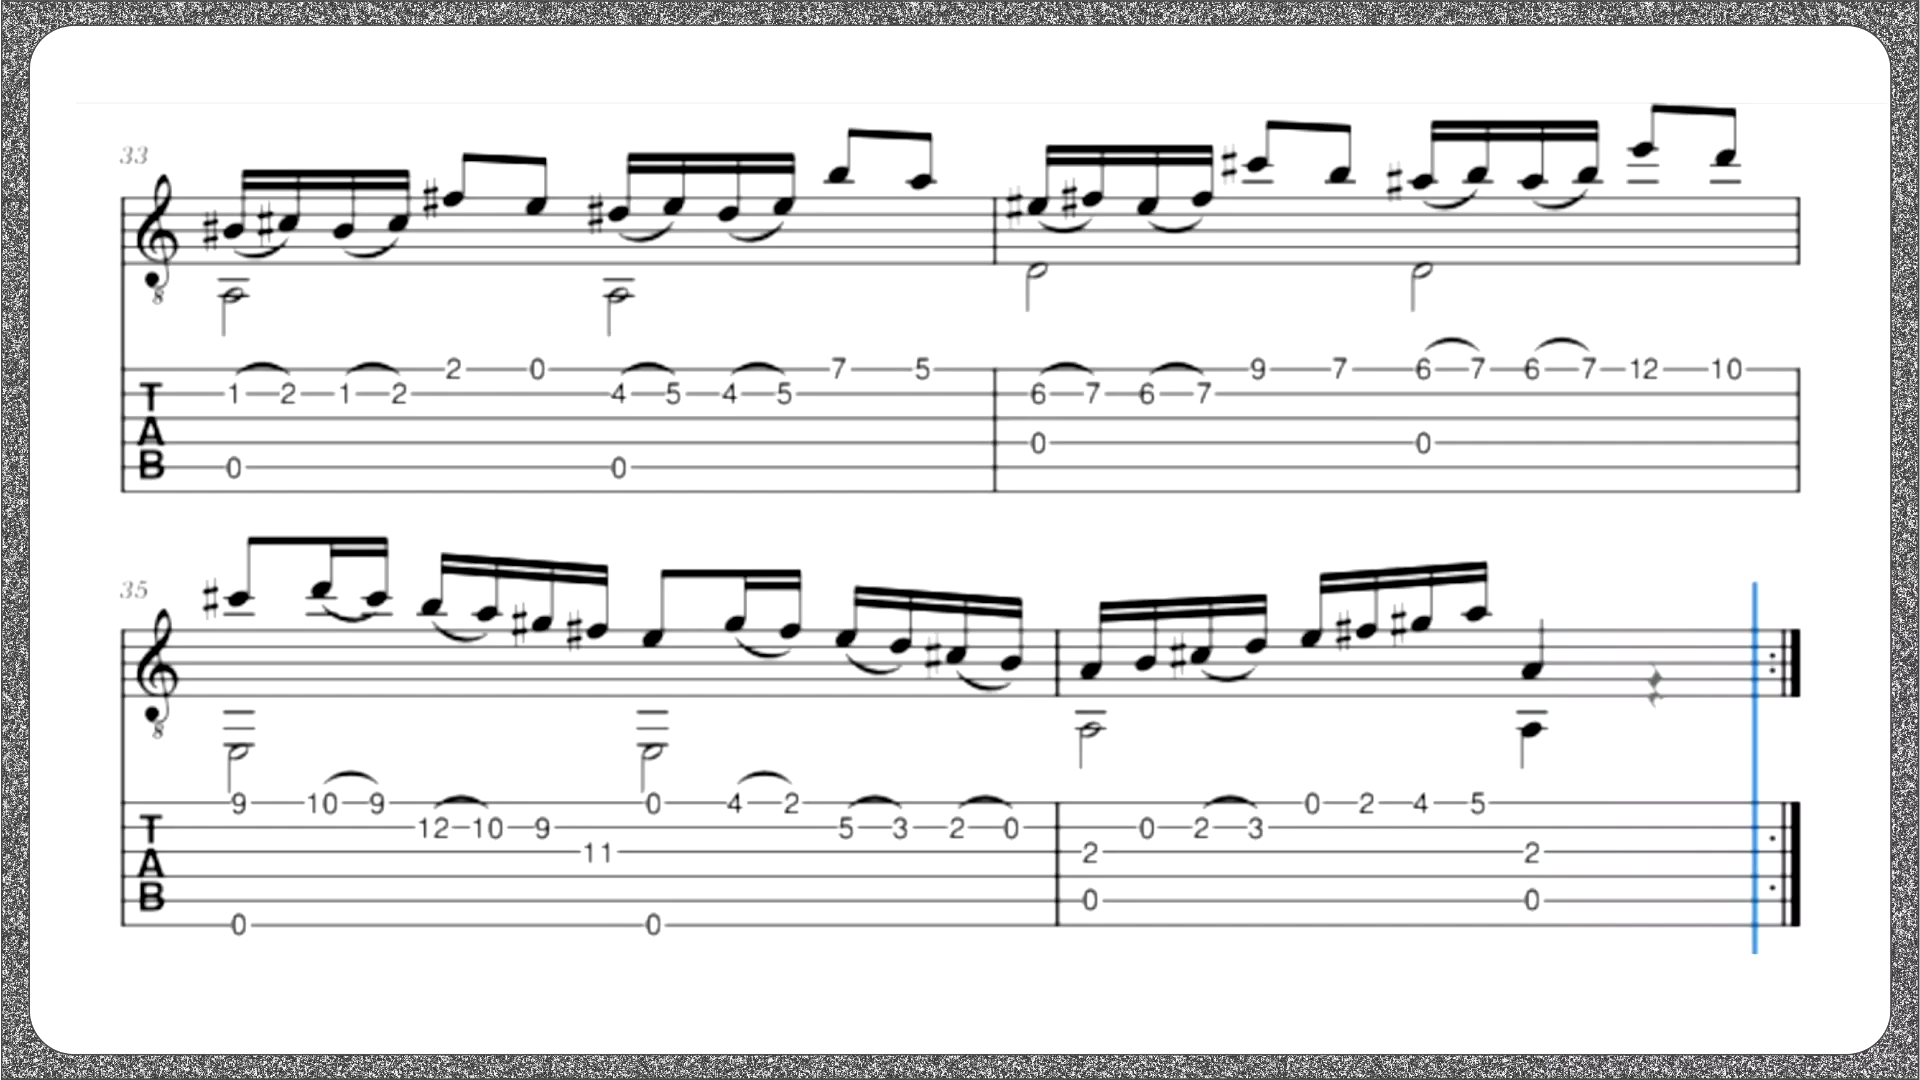 33
8
2 0 7 5 6 7 6 7 12 10 9 7
T 1 2 1 2 4 5 4 5 6 7 6 7
A 0 0
B 0 0
35
8
9 10 9 0 4 2 0 2 4 5
T 12 10 9 5 3 2 0 0 2 3
A 11 2 2
B 0 0
0 0